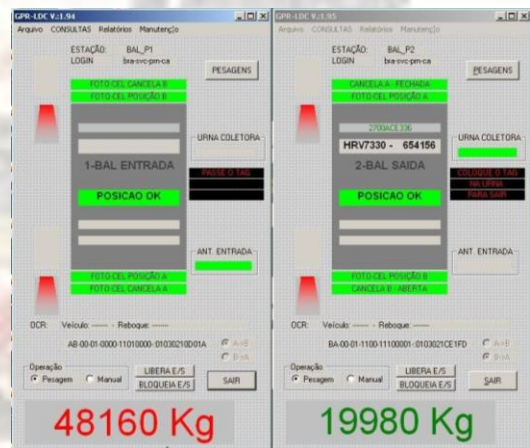 GPR-LDC V.:1.94
Arquivo CONSULTAS Relatórios Manutenção
ESTAÇÃO: BAL_P1
LOGIN bra-svc-pm-ca
PESAGENS
FOTO-CEL CANCELA B
FOTO-CEL POSIÇÃO B
URNA COLETORA
1-BAL ENTRADA
PASSE O TAG
POSICAO OK
ANT. ENTRADA
FOTO-CEL POSIÇÃO A
FOTO-CEL CANCELA A
OCR: Veículo: ----- - Reboque: -----
AB-00-01-0000-11010000-:01030210D01A
A->B
B->A
Operação
Pesagem
Manual
LIBERA E/S
BLOQUEIA E/S
SAIR
48160 Kg
GPR-LDC V.:1.95
Arquivo CONSULTAS Relatórios Manutenção
ESTAÇÃO: BAL_P2
LOGIN bra-svc-pm-ca
PESAGENS
CANCELA A - FECHADA
FOTO-CEL POSIÇÃO A
2700ACE336
URNA COLETORA
HRV7330 - 654156
2-BAL SAIDA
COLOQUE O TAG
NA URNA
PARA SAIR
POSICAO OK
ANT. ENTRADA
FOTO-CEL POSIÇÃO B
CANCELA B - ABERTA
OCR: Veículo: ----- - Reboque: -----
BA-00-01-1100-11100001-:0103021CE1FD
A->B
B->A
Operação
Pesagem
Manual
LIBERA E/S
BLOQUEIA E/S
SAIR
19980 Kg